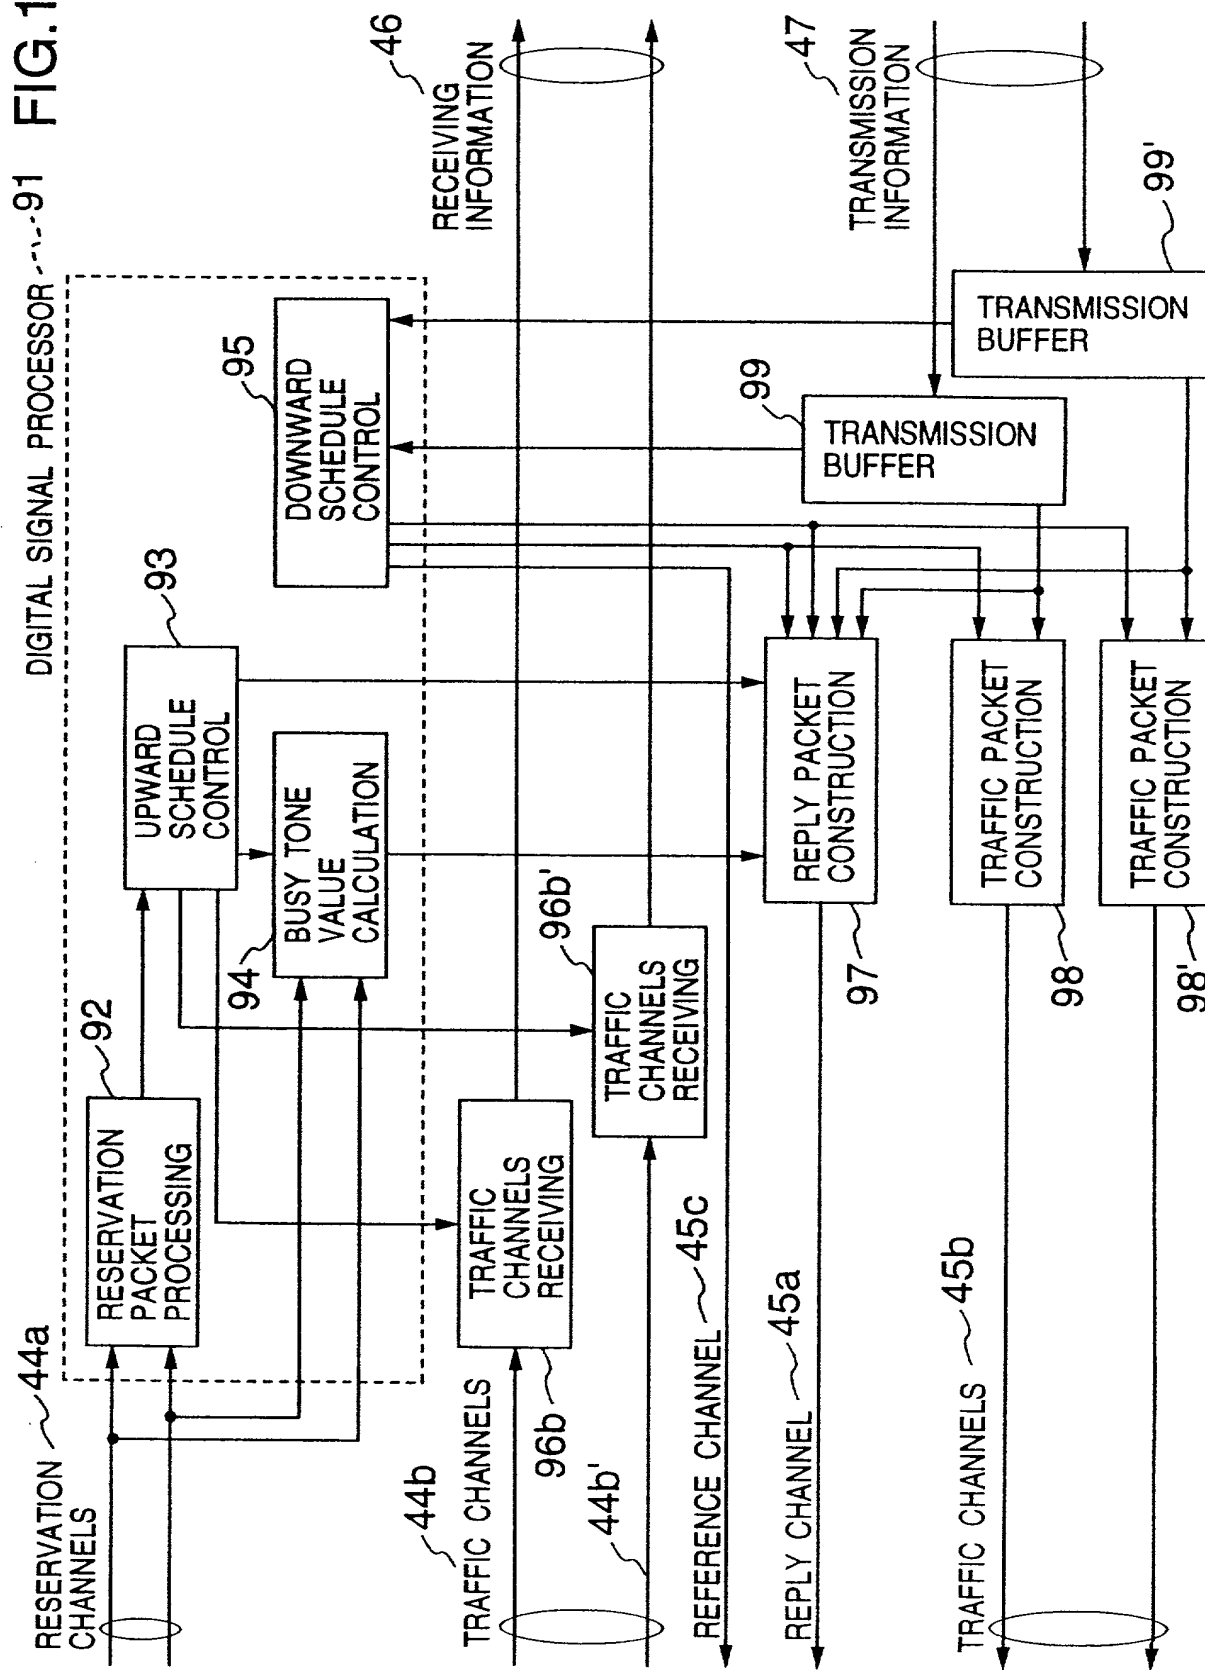 FIG.1
DIGITAL SIGNAL PROCESSOR
91
RESERVATION
CHANNELS
44a
92
RESERVATION
PACKET
PROCESSING
93
UPWARD
SCHEDULE
CONTROL
94
BUSY TONE
VALUE
CALCULATION
95
DOWNWARD
SCHEDULE
CONTROL
46
RECEIVING
INFORMATION
44b
TRAFFIC CHANNELS
TRAFFIC
CHANNELS
RECEIVING
96b
44b'
TRAFFIC
CHANNELS
RECEIVING
96b'
REFERENCE CHANNEL
45c
REPLY CHANNEL
45a
REPLY PACKET
CONSTRUCTION
97
47
TRANSMISSION
INFORMATION
99
TRANSMISSION
BUFFER
99'
TRANSMISSION
BUFFER
TRAFFIC CHANNELS
45b
TRAFFIC PACKET
CONSTRUCTION
98
TRAFFIC PACKET
CONSTRUCTION
98'